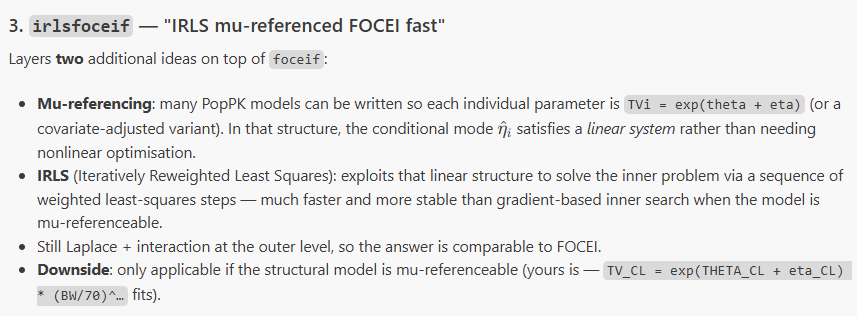 3. irlsfoceif — "IRLS mu-referenced FOCEI fast"
Layers two additional ideas on top of foceif:
• Mu-referencing: many PopPK models can be written so each individual parameter is TVi = exp(theta + eta) (or a
covariate-adjusted variant). In that structure, the conditional mode η̂ᵢ satisfies a linear system rather than needing
nonlinear optimisation.
• IRLS (Iteratively Reweighted Least Squares): exploits that linear structure to solve the inner problem via a sequence of
weighted least-squares steps — much faster and more stable than gradient-based inner search when the model is
mu-referenceable.
• Still Laplace + interaction at the outer level, so the answer is comparable to FOCEI.
• Downside: only applicable if the structural model is mu-referenceable (yours is — TV_CL = exp(THETA_CL + eta_CL)
* (BW/70)^… fits).